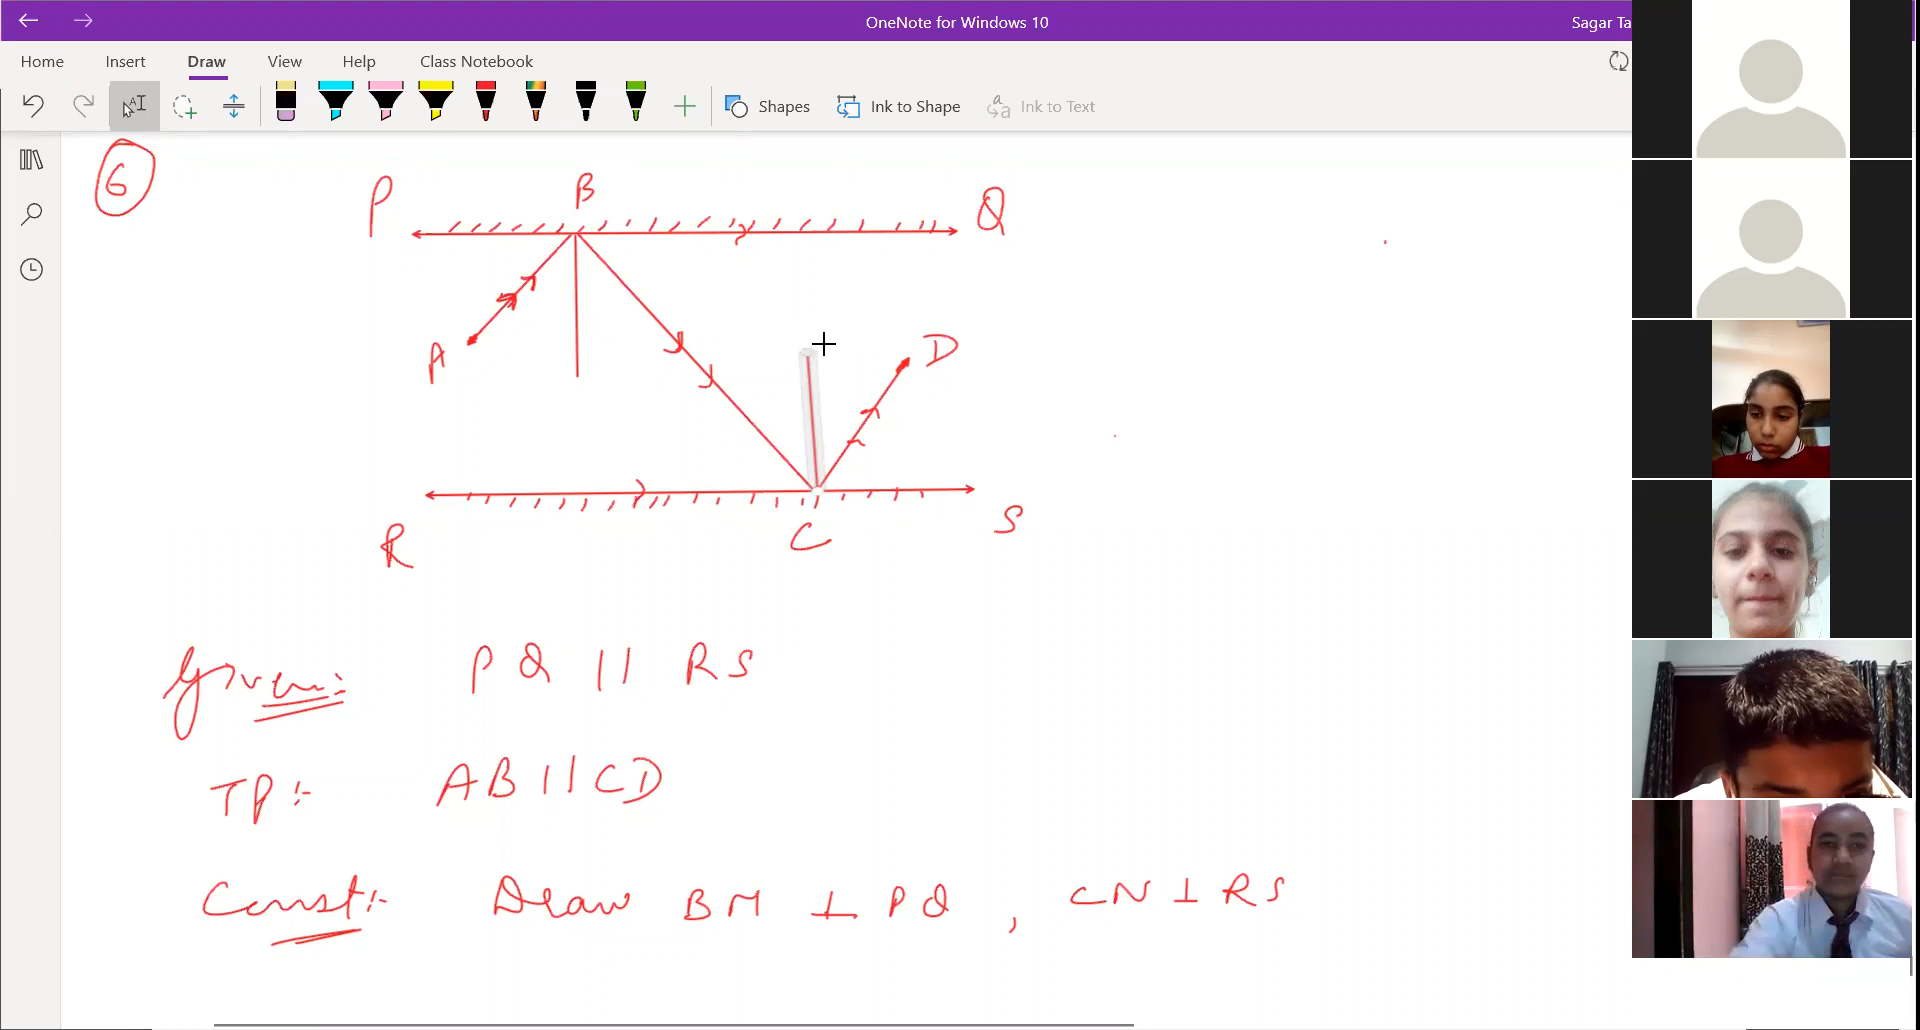 OneNote for Windows 10
Sagar Ta
Home Insert Draw View Help Class Notebook
Shapes Ink to Shape Ink to Text
6
P B Q
A D
R C S
Given:- PQ || RS
TP:- AB || CD
Const:- Draw BM ⊥ PQ , CN ⊥ RS